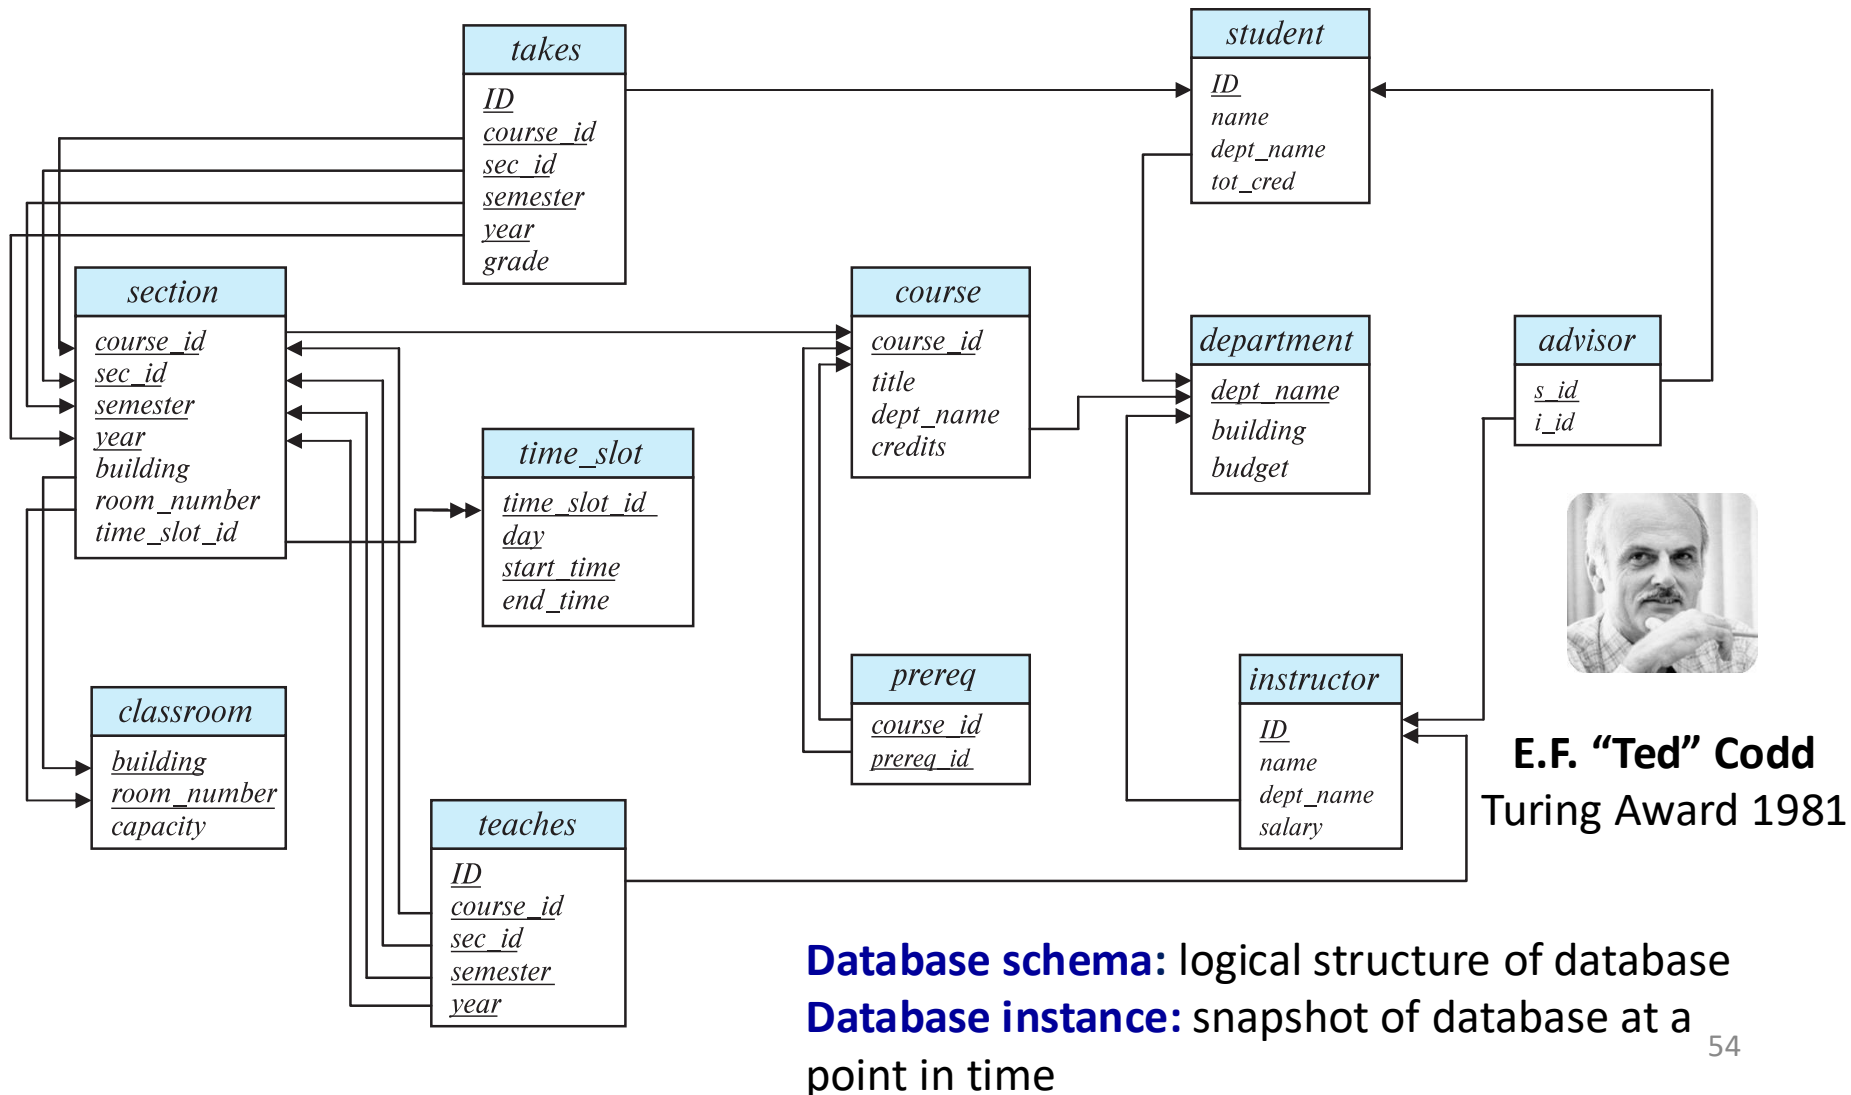 takes
ID
course_id
sec_id
semester
year
grade
student
ID
name
dept_name
tot_cred
section
course_id
sec_id
semester
year
building
room_number
time_slot_id
course
course_id
title
dept_name
credits
department
dept_name
building
budget
advisor
s_id
i_id
time_slot
time_slot_id
day
start_time
end_time
prereq
course_id
prereq_id
instructor
ID
name
dept_name
salary
classroom
building
room_number
capacity
teaches
ID
course_id
sec_id
semester
year
E.F. “Ted” Codd
Turing Award 1981
Database schema: logical structure of database
Database instance: snapshot of database at a
point in time
54